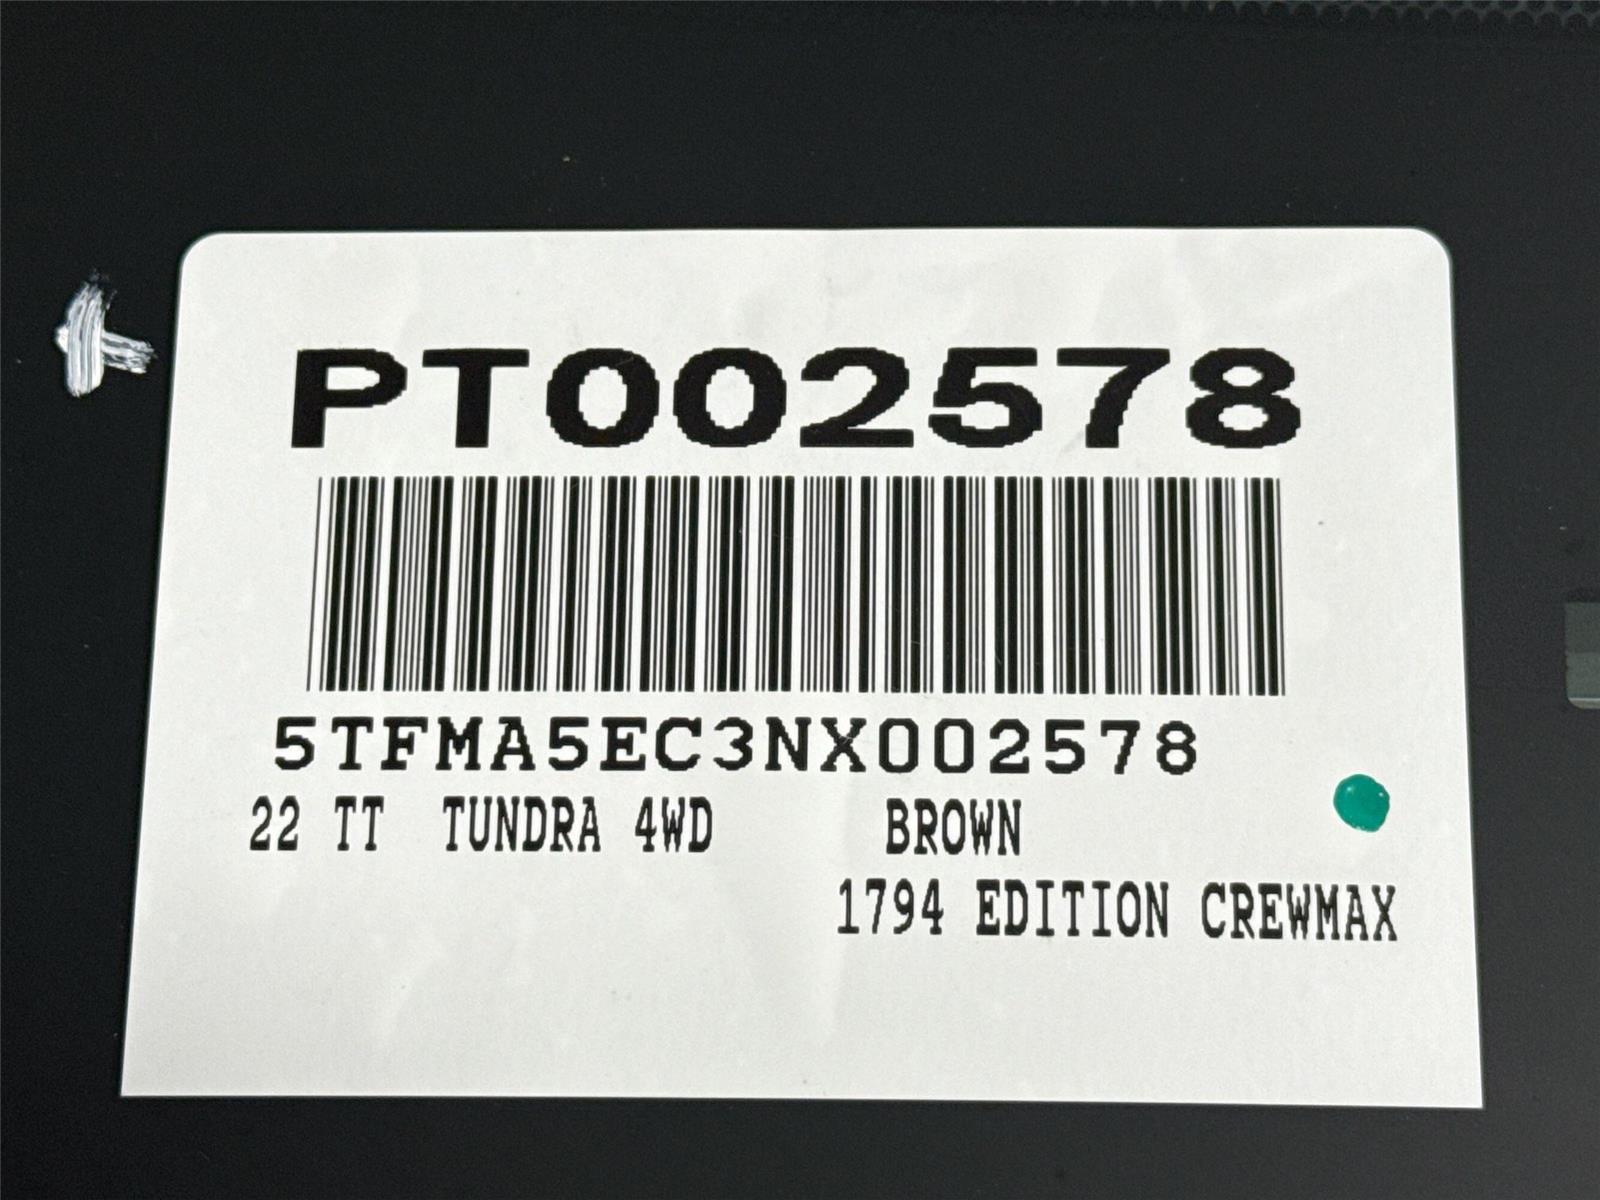 PT002578
5TFMA5EC3NX002578
22 TT TUNDRA 4WD BROWN
1794 EDITION CREWMAX